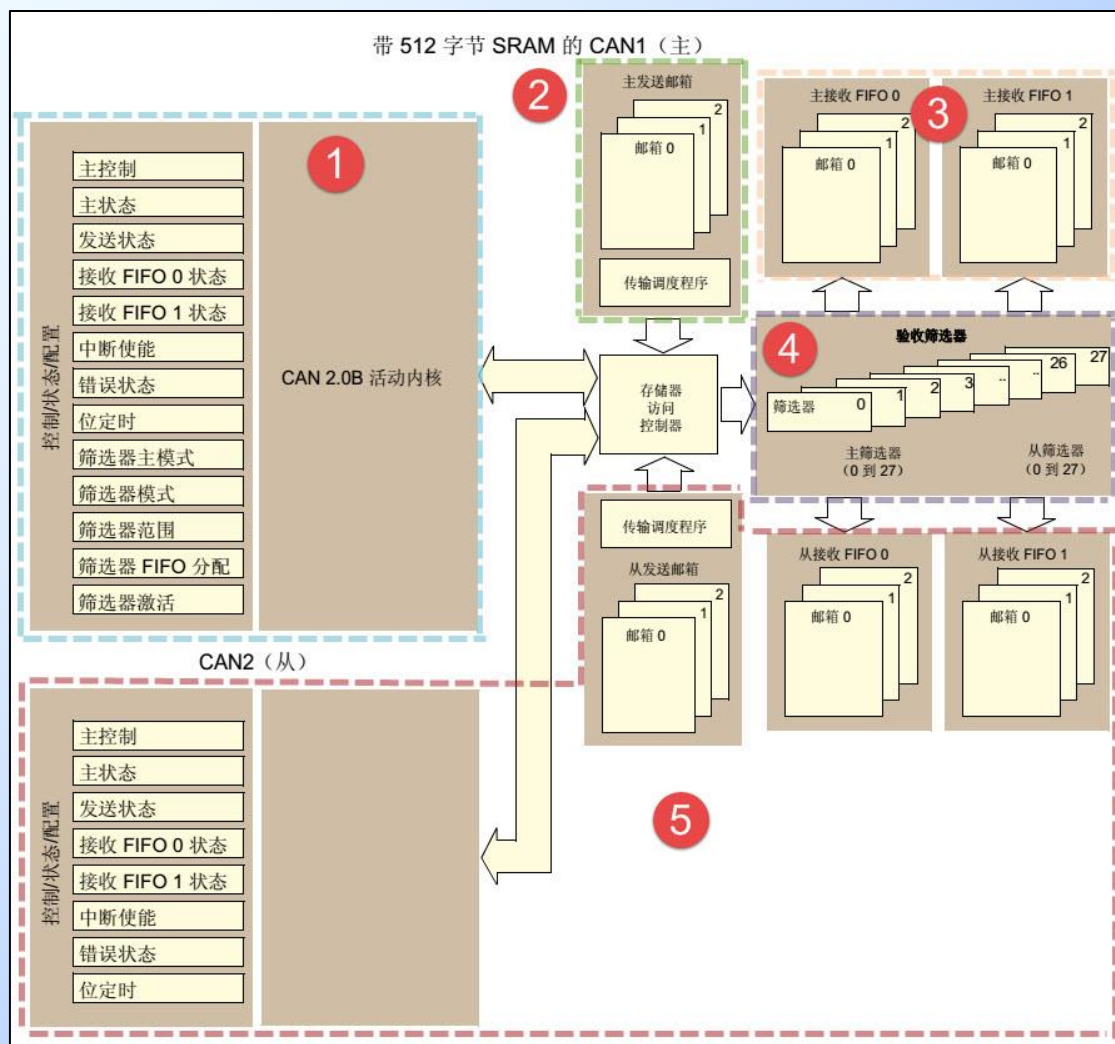 带 512 字节 SRAM 的 CAN1（主）
1
控制/状态/配置
主控制
主状态
发送状态
接收 FIFO 0 状态
接收 FIFO 1 状态
中断使能
错误状态
位定时
筛选器主模式
筛选器模式
筛选器范围
筛选器 FIFO 分配
筛选器激活
CAN 2.0B 活动内核
2
主发送邮箱
2
1
邮箱 0
传输调度程序
3
主接收 FIFO 0
2
1
邮箱 0
主接收 FIFO 1
2
1
邮箱 0
存储器
访问
控制器
4
验收筛选器
筛选器 0
1
2
3
..
..
26
27
主筛选器
（0 到 27）
从筛选器
（0 到 27）
传输调度程序
从发送邮箱
2
1
邮箱 0
从接收 FIFO 0
2
1
邮箱 0
从接收 FIFO 1
2
1
邮箱 0
CAN2（从）
控制/状态/配置
主控制
主状态
发送状态
接收 FIFO 0 状态
接收 FIFO 1 状态
中断使能
错误状态
位定时
5